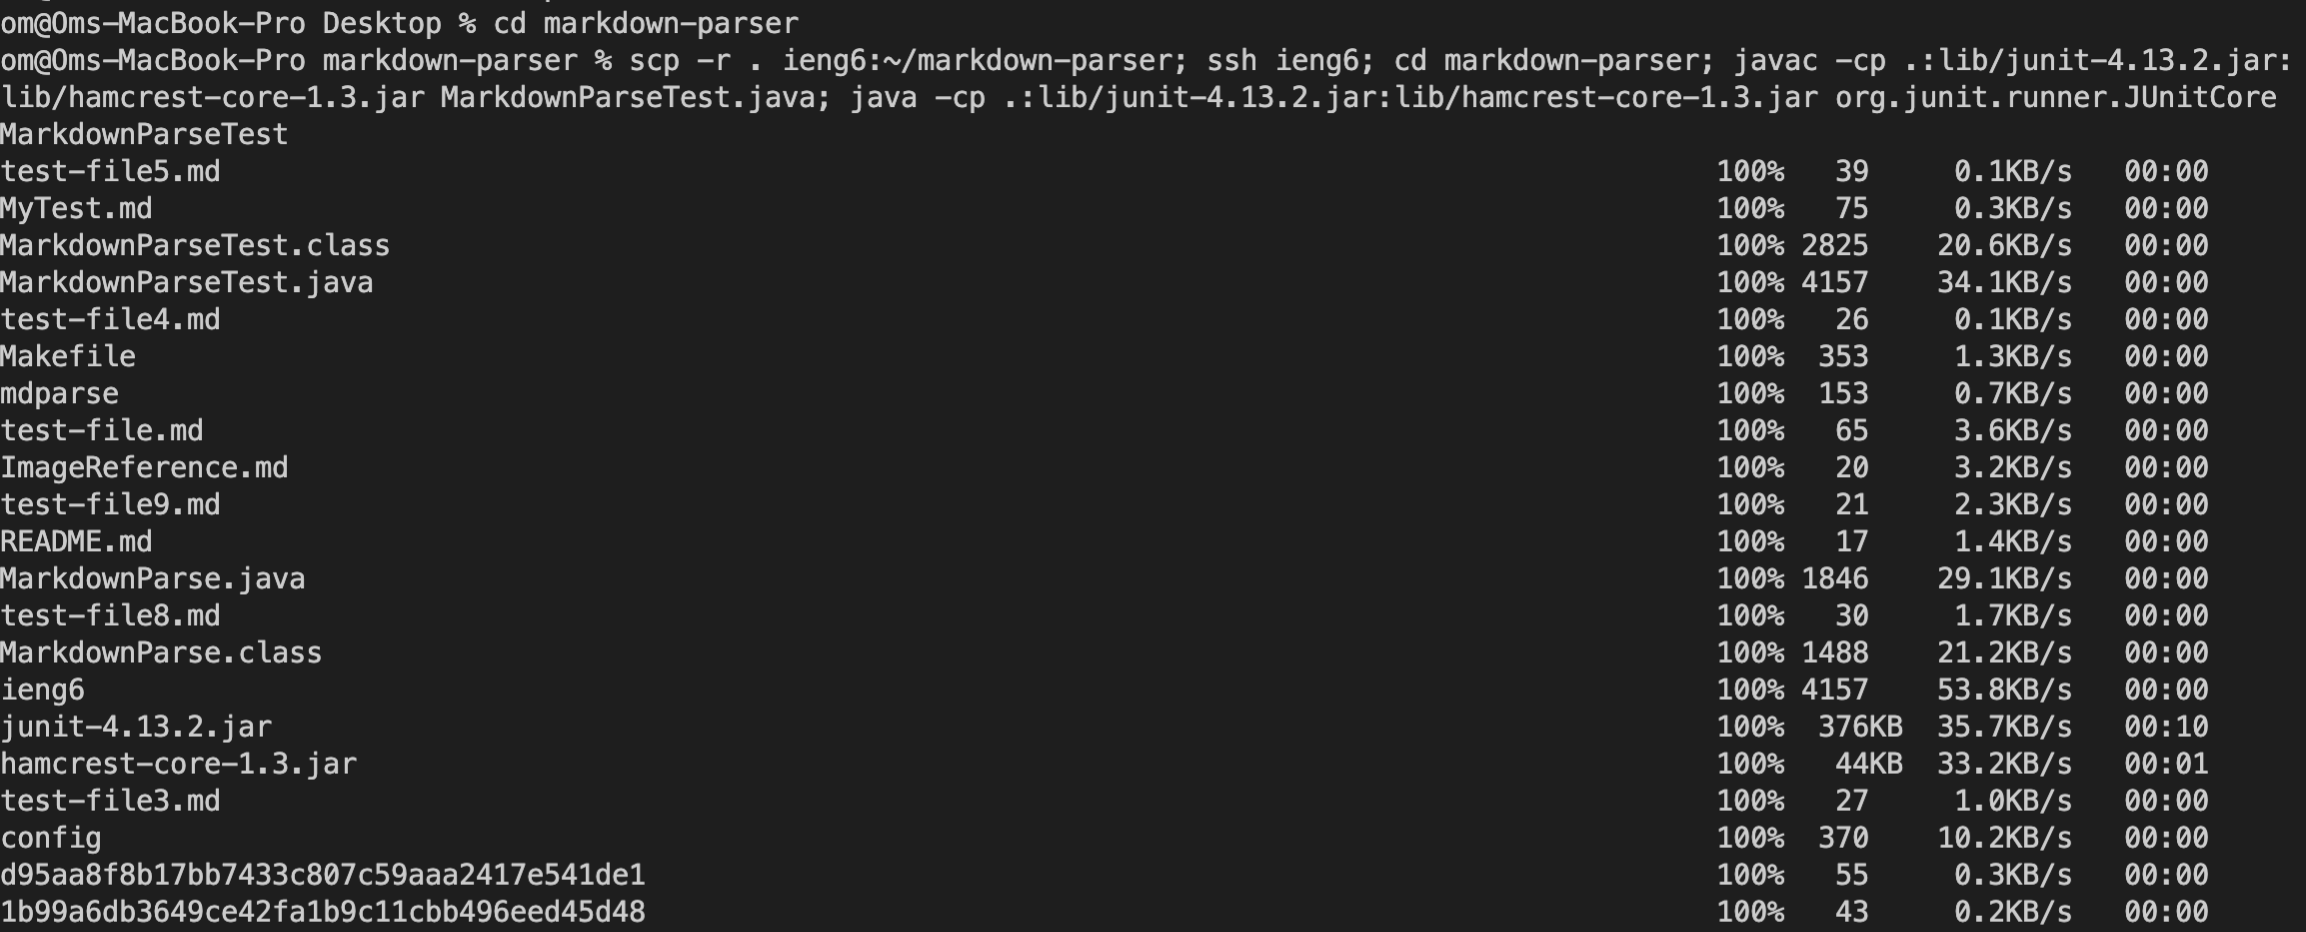 om@Oms-MacBook-Pro Desktop % cd markdown-parser
om@Oms-MacBook-Pro markdown-parser % scp -r . ieng6:~/markdown-parser; ssh ieng6; cd markdown-parser; javac -cp .:lib/junit-4.13.2.jar:
lib/hamcrest-core-1.3.jar MarkdownParseTest.java; java -cp .:lib/junit-4.13.2.jar:lib/hamcrest-core-1.3.jar org.junit.runner.JUnitCore
MarkdownParseTest
test-file5.md 100% 39 0.1KB/s 00:00
MyTest.md 100% 75 0.3KB/s 00:00
MarkdownParseTest.class 100% 2825 20.6KB/s 00:00
MarkdownParseTest.java 100% 4157 34.1KB/s 00:00
test-file4.md 100% 26 0.1KB/s 00:00
Makefile 100% 353 1.3KB/s 00:00
mdparse 100% 153 0.7KB/s 00:00
test-file.md 100% 65 3.6KB/s 00:00
ImageReference.md 100% 20 3.2KB/s 00:00
test-file9.md 100% 21 2.3KB/s 00:00
README.md 100% 17 1.4KB/s 00:00
MarkdownParse.java 100% 1846 29.1KB/s 00:00
test-file8.md 100% 30 1.7KB/s 00:00
MarkdownParse.class 100% 1488 21.2KB/s 00:00
ieng6 100% 4157 53.8KB/s 00:00
junit-4.13.2.jar 100% 376KB 35.7KB/s 00:10
hamcrest-core-1.3.jar 100% 44KB 33.2KB/s 00:01
test-file3.md 100% 27 1.0KB/s 00:00
config 100% 370 10.2KB/s 00:00
d95aa8f8b17bb7433c807c59aaa2417e541de1 100% 55 0.3KB/s 00:00
1b99a6db3649ce42fa1b9c11cbb496eed45d48 100% 43 0.2KB/s 00:00